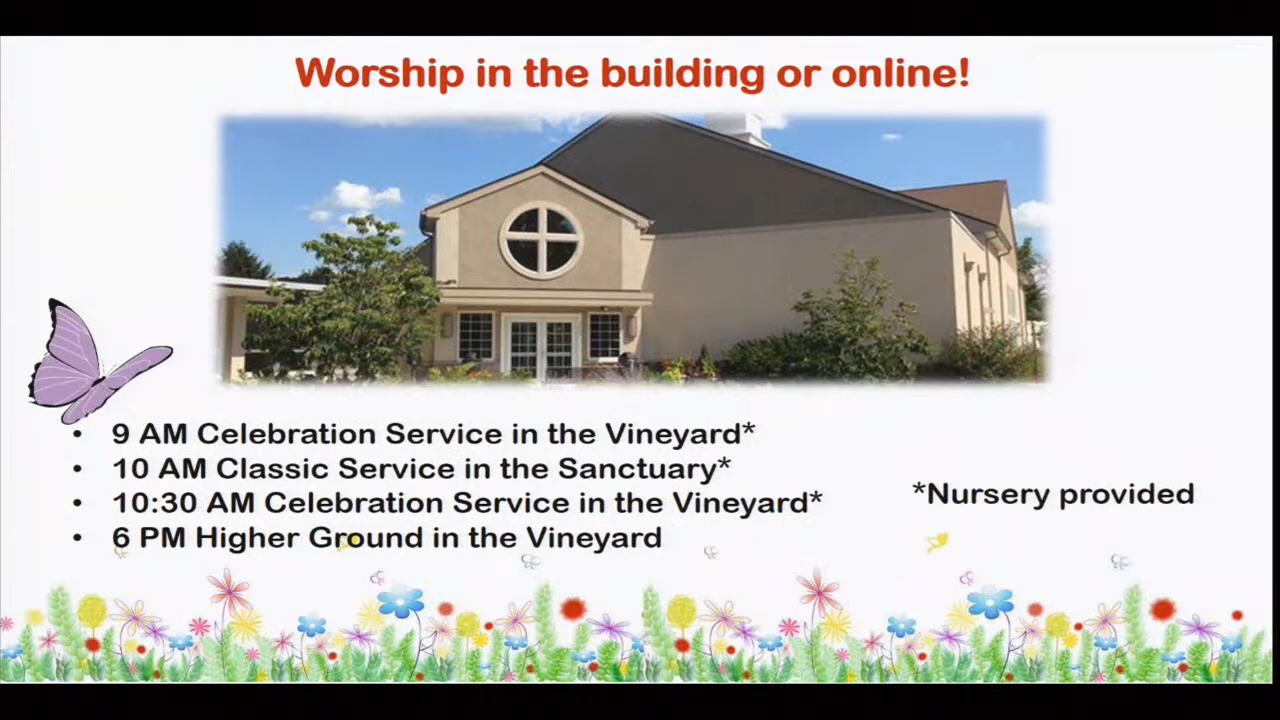 Worship in the building or online!
• 9 AM Celebration Service in the Vineyard*
• 10 AM Classic Service in the Sanctuary*
• 10:30 AM Celebration Service in the Vineyard*
*Nursery provided
• 6 PM Higher Ground in the Vineyard